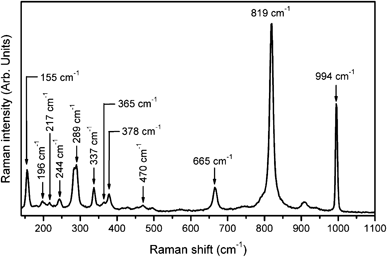 819 cm⁻¹
994 cm⁻¹
155 cm⁻¹
196 cm⁻¹
217 cm⁻¹
244 cm⁻¹
289 cm⁻¹
337 cm⁻¹
365 cm⁻¹
378 cm⁻¹
470 cm⁻¹
665 cm⁻¹
Raman intensity (Arb. Units)
200 300 400 500 600 700 800 900 1000 1100
Raman shift (cm⁻¹)